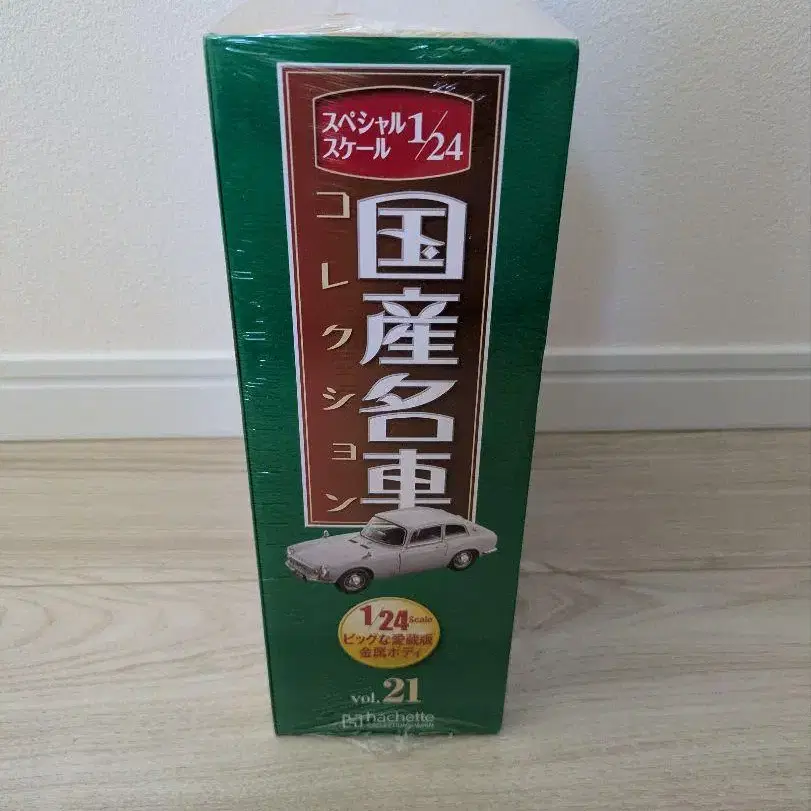 スペシャル
スケール
1/24
国産名車
コレクション
1/24 Scale
ビッグな愛蔵版
金属ボディ
vol. 21
hachette